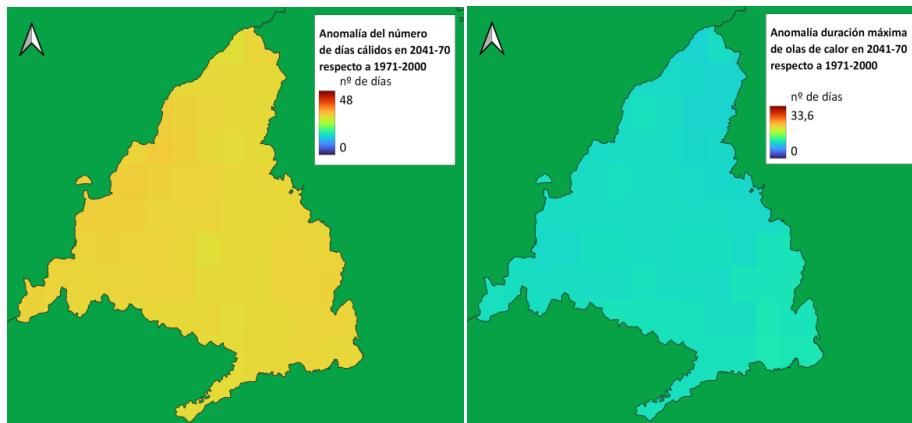 Anomalía del número
de días cálidos en 2041-70
respecto a 1971-2000
nº de días
48
0
Anomalía duración máxima
de olas de calor en 2041-70
respecto a 1971-2000
nº de días
33,6
0